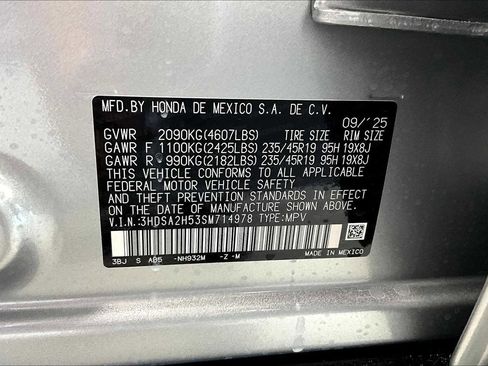 MFD.BY HONDA DE MEXICO S.A. DE C.V.
09/'25
GVWR 2090KG(4607LBS) TIRE SIZE RIM SIZE
GAWR F 1100KG(2425LBS) 235/45R19 95H 19X8J
GAWR R 990KG(2182LBS) 235/45R19 95H 19X8J
THIS VEHICLE CONFORMS TO ALL APPLICABLE
FEDERAL MOTOR VEHICLE SAFETY
AND THEFT PREVENTION STANDARDS IN EFFECT
ON THE DATE OF MANUFACTURE SHOWN ABOVE.
V.I.N.:3HDSA2H53SM714978 TYPE:MPV
3BJ S AB5 -NH932M -Z -M
MADE IN MEXICO